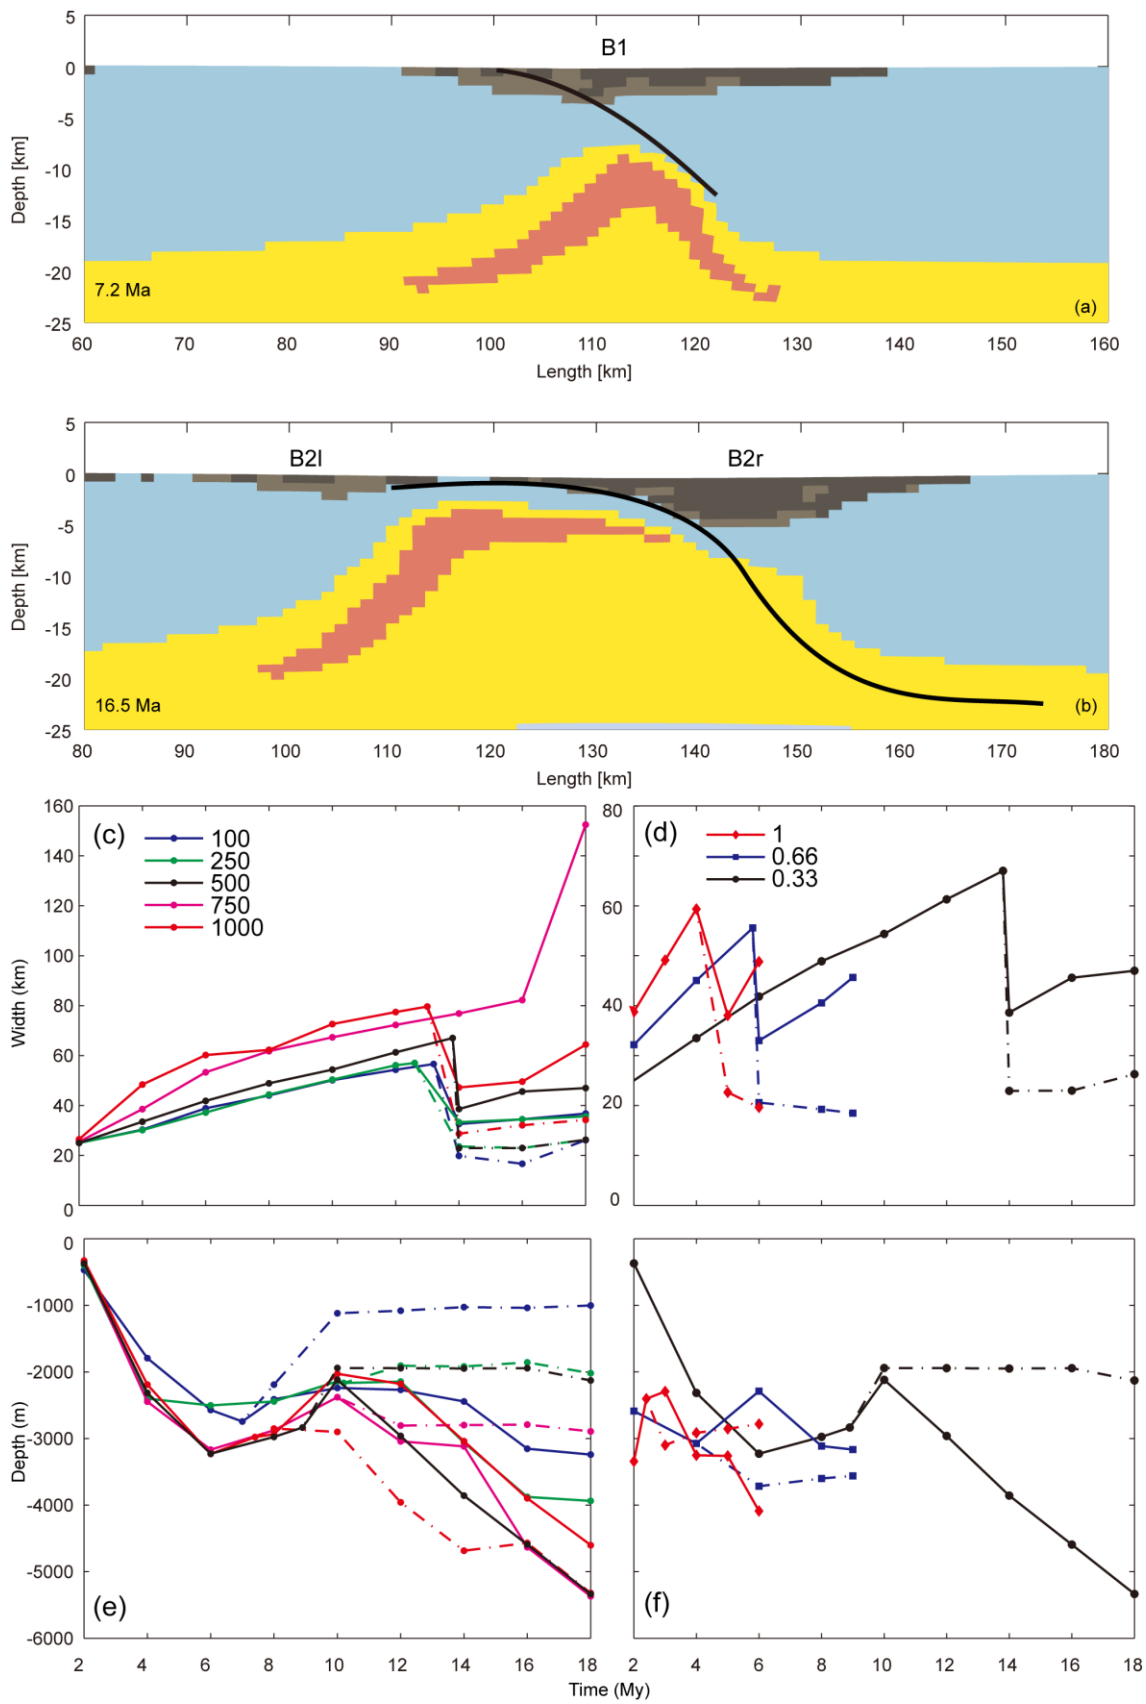 5
B1
0
-5
-10
-15
-20
-25
Depth [km]
7.2 Ma
(a)
60 70 80 90 100 110 120 130 140 150 160
Length [km]
5
B2l
B2r
0
-5
-10
-15
-20
-25
Depth [km]
16.5 Ma
(b)
80 90 100 110 120 130 140 150 160 170 180
Length [km]
160
140
120
100
80
60
40
20
0
Width (km)
(c)
100
250
500
750
1000
80
60
40
20
0
(d)
1
0.66
0.33
0
-1000
-2000
-3000
-4000
-5000
-6000
Depth (m)
(e)
(f)
2 4 6 8 10 12 14 16 18
2 4 6 8 10 12 14 16 18
Time (My)